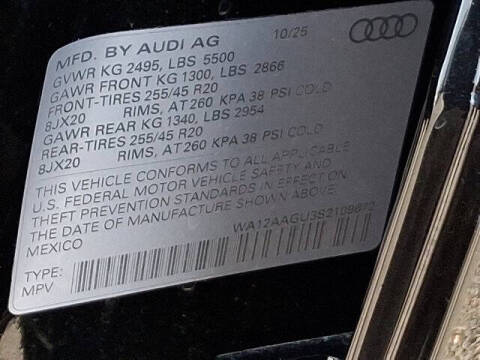 MFD. BY AUDI AG 10/25
GVWR KG 2495, LBS 5500
GAWR FRONT KG 1300, LBS 2866
FRONT-TIRES 255/45 R20
8JX20 RIMS, AT 260 KPA 38 PSI COLD
GAWR REAR KG 1340, LBS 2954
REAR-TIRES 255/45 R20
8JX20 RIMS, AT 260 KPA 38 PSI COLD
THIS VEHICLE CONFORMS TO ALL APPLICABLE
U.S. FEDERAL MOTOR VEHICLE SAFETY AND
THEFT PREVENTION STANDARDS IN EFFECT ON
THE DATE OF MANUFACTURE SHOWN ABOVE.
MEXICO WA12AAGU3S2109872
TYPE:
MPV